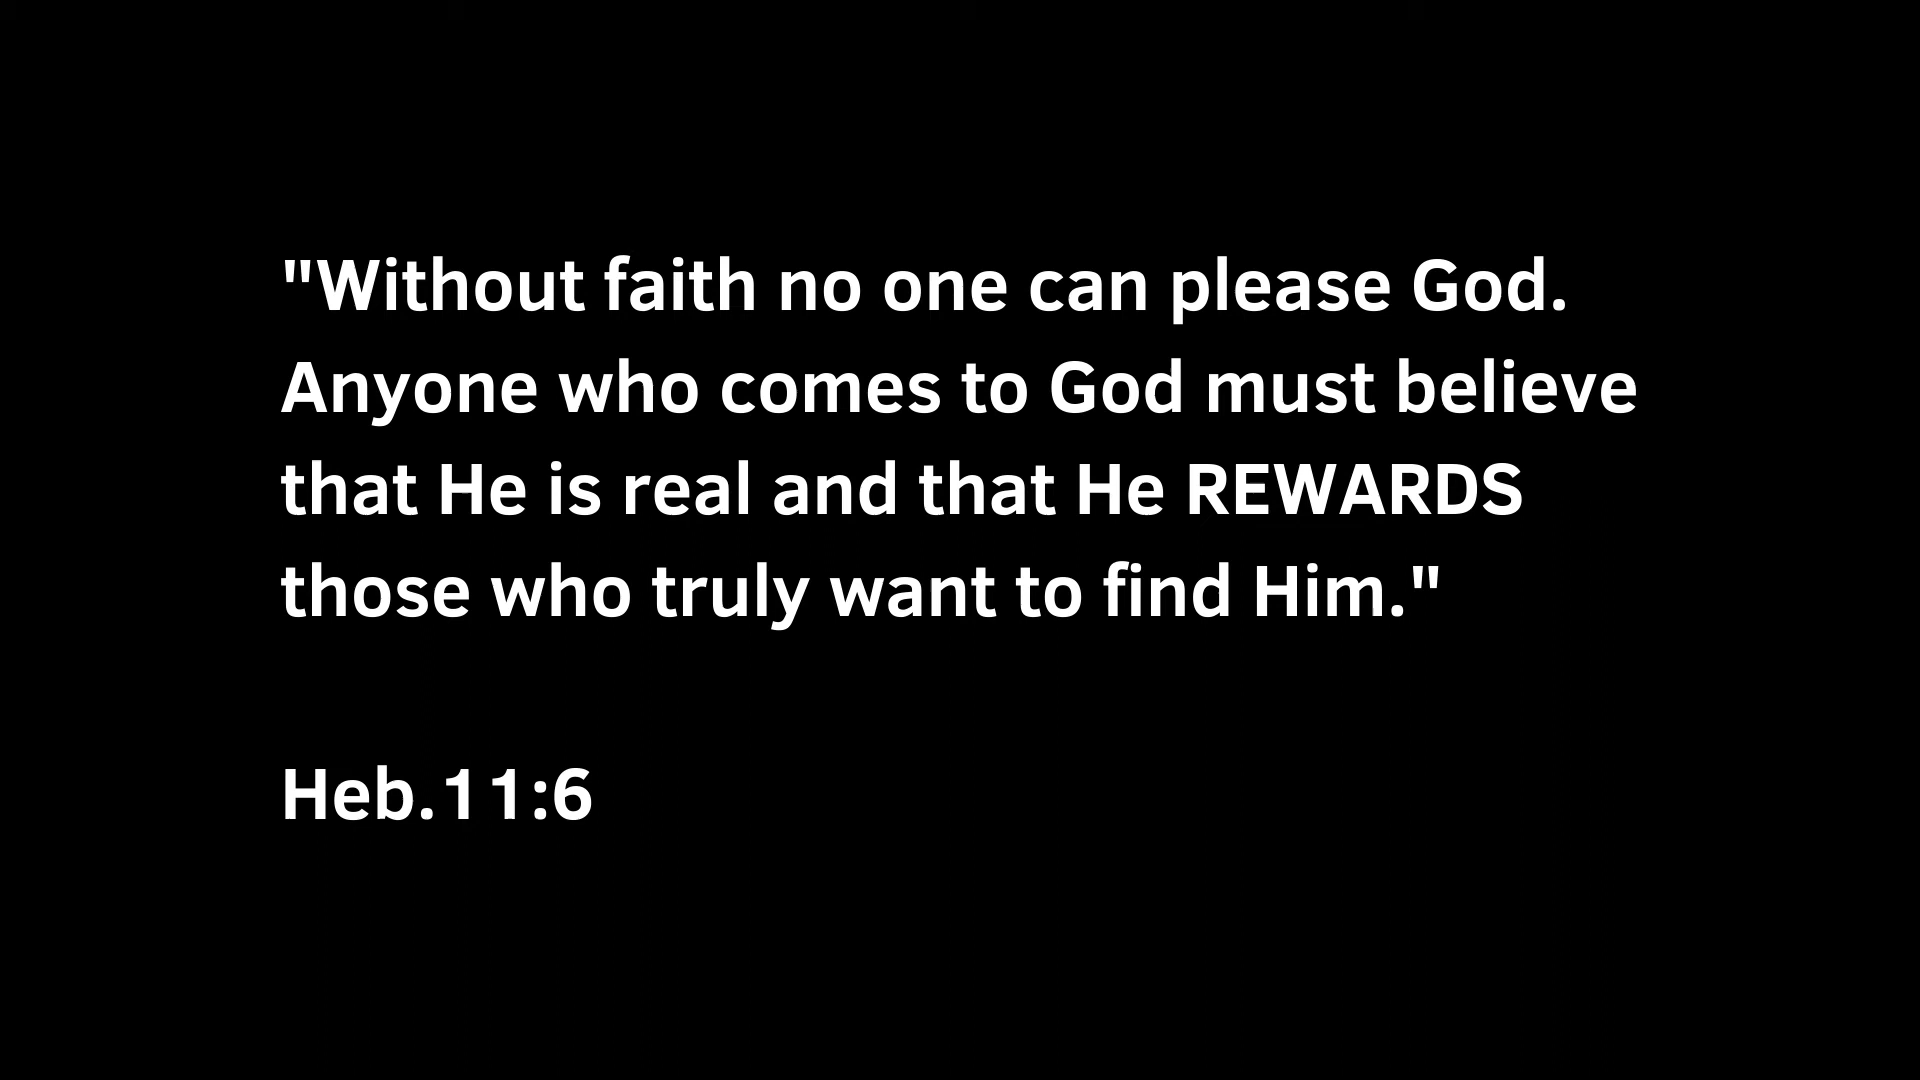 "Without faith no one can please God.
Anyone who comes to God must believe
that He is real and that He REWARDS
those who truly want to find Him."
Heb.11:6